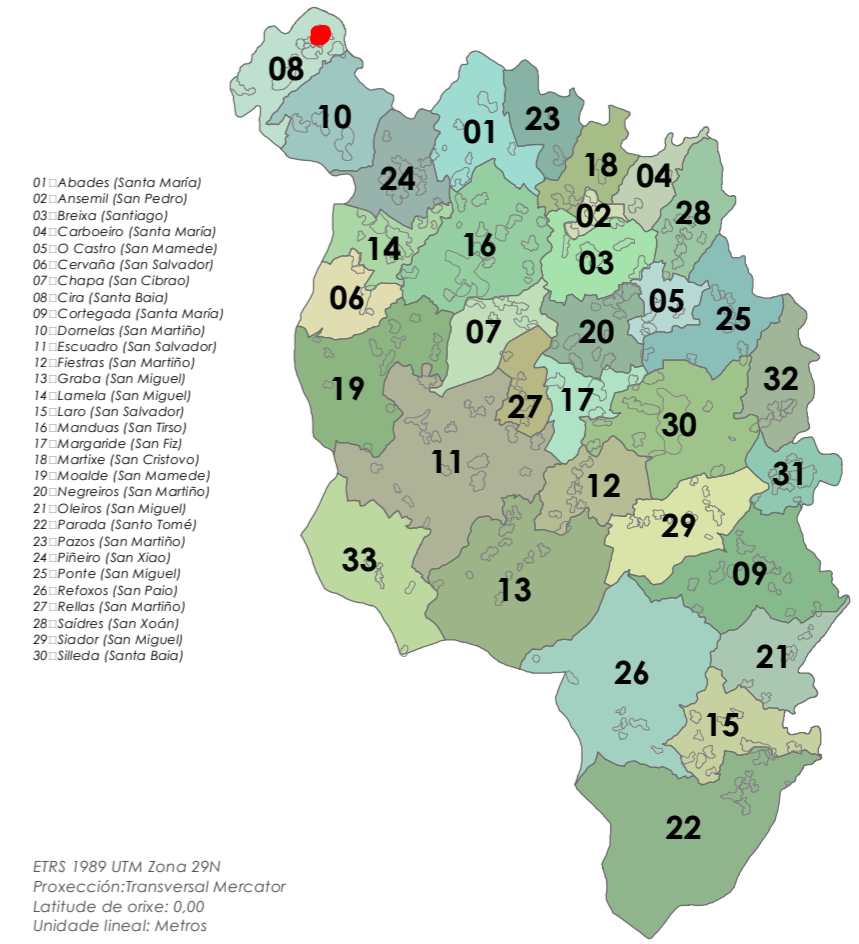 08
10
01
23
24
18
04
02
28
14
16
03
06
05
07
20
25
19
32
27
17
30
11
12
31
29
33
13
09
26
21
15
22
01□Abades (Santa María)
02□Ansemil (San Pedro)
03□Breixa (Santiago)
04□Carboeiro (Santa María)
05□O Castro (San Mamede)
06□Cervaña (San Salvador)
07□Chapa (San Cibrao)
08□Cira (Santa Baia)
09□Cortegada (Santa María)
10□Dornelas (San Martiño)
11□Escuadro (San Salvador)
12□Fiestras (San Martiño)
13□Graba (San Miguel)
14□Lamela (San Miguel)
15□Laro (San Salvador)
16□Manduas (San Tirso)
17□Margaride (San Fiz)
18□Martixe (San Cristovo)
19□Moalde (San Mamede)
20□Negreiros (San Martiño)
21□Oleiros (San Miguel)
22□Parada (Santo Tomé)
23□Pazos (San Martiño)
24□Piñeiro (San Xiao)
25□Ponte (San Miguel)
26□Refoxos (San Paio)
27□Rellas (San Martiño)
28□Saídres (San Xoán)
29□Siador (San Miguel)
30□Silleda (Santa Baia)
ETRS 1989 UTM Zona 29N
Proxección:Transversal Mercator
Latitude de orixe: 0,00
Unidade lineal: Metros